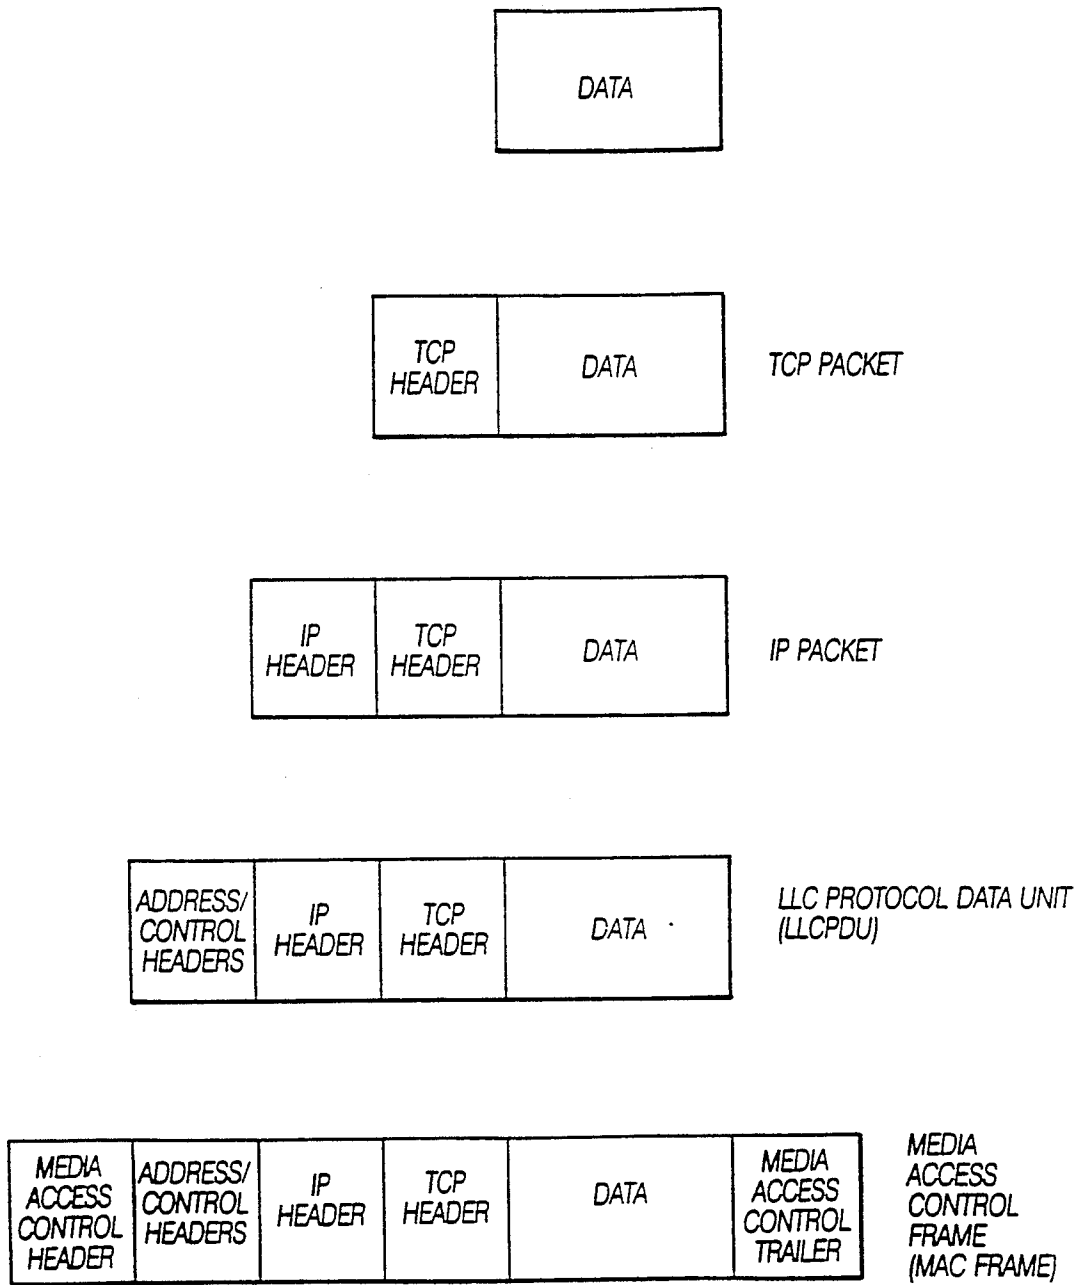 DATA
TCP
HEADER
DATA
TCP PACKET
IP
HEADER
TCP
HEADER
DATA
IP PACKET
ADDRESS/
CONTROL
HEADERS
IP
HEADER
TCP
HEADER
DATA
LLC PROTOCOL DATA UNIT
(LLCPDU)
MEDIA
ACCESS
CONTROL
HEADER
ADDRESS/
CONTROL
HEADERS
IP
HEADER
TCP
HEADER
DATA
MEDIA
ACCESS
CONTROL
TRAILER
MEDIA
ACCESS
CONTROL
FRAME
(MAC FRAME)